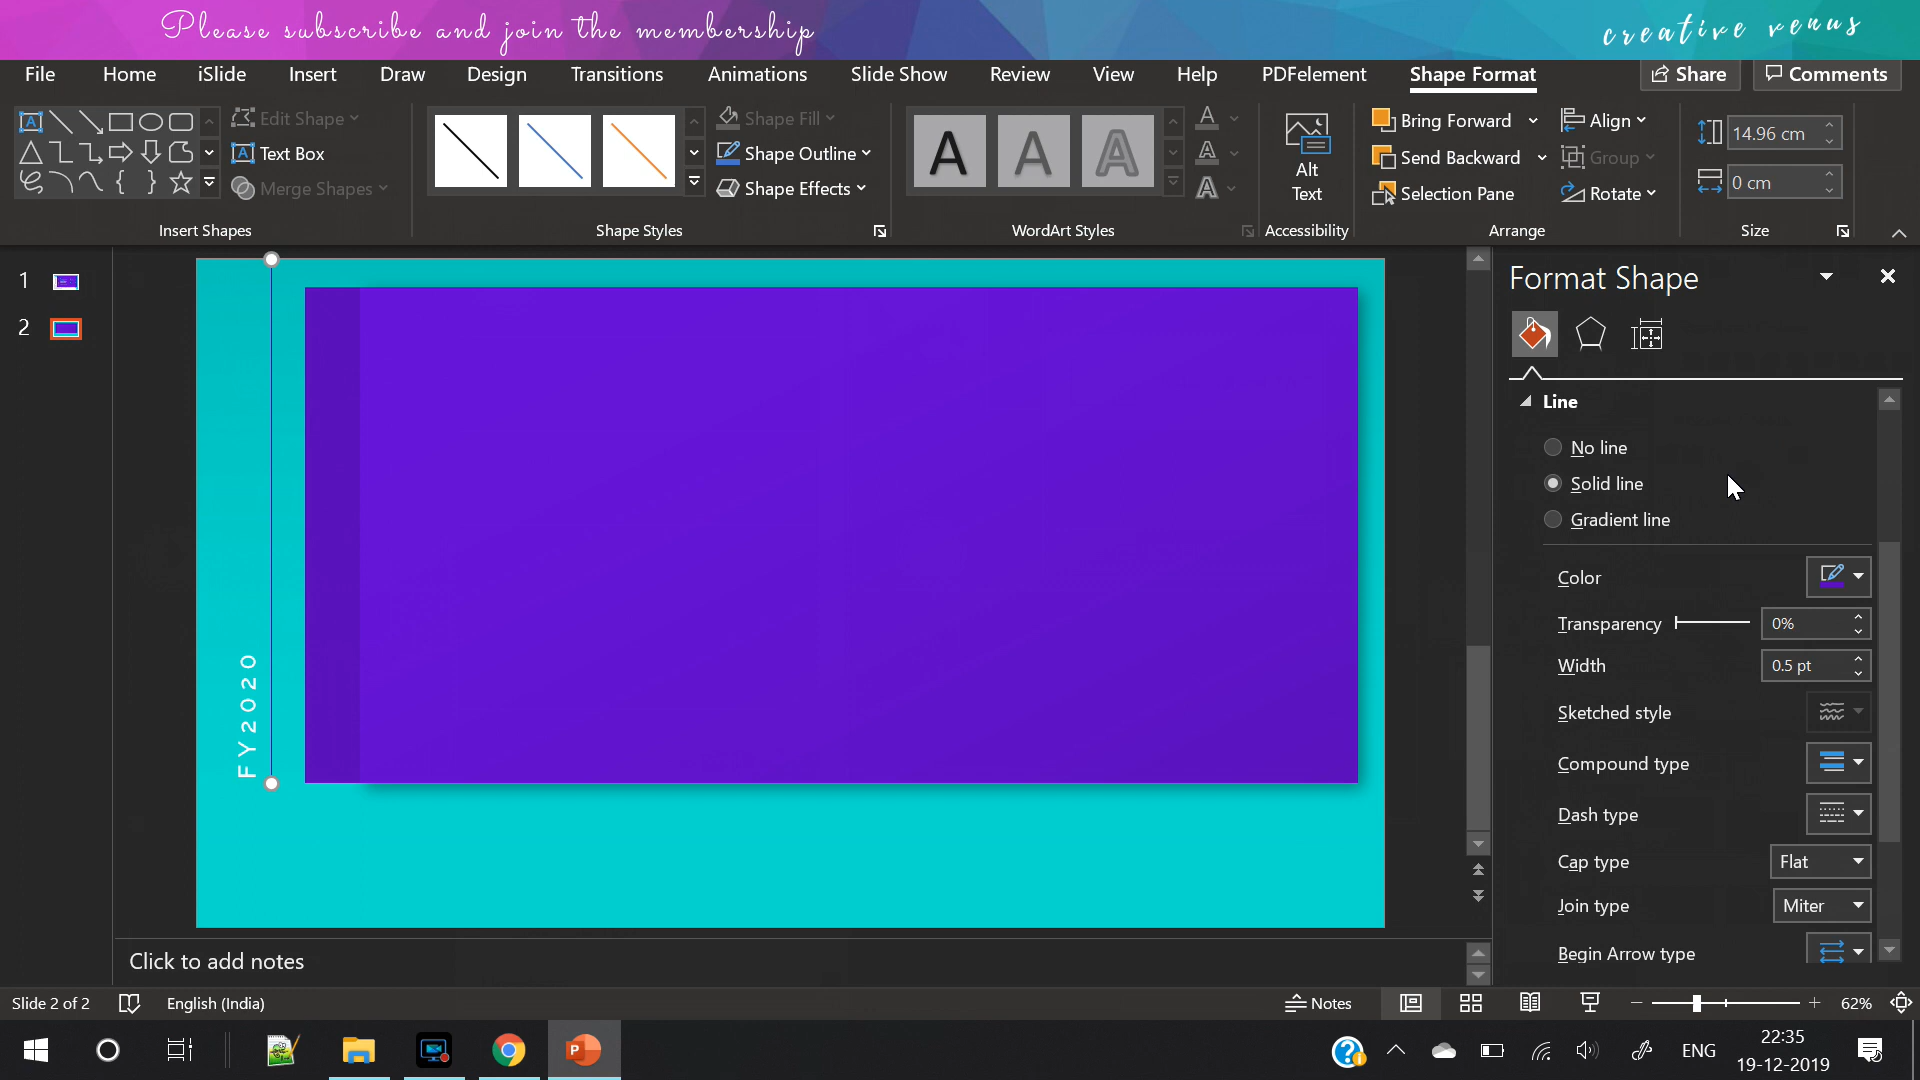 Please subscribe and join the membership
creative venus
File Home iSlide Insert Draw Design Transitions Animations Slide Show Review View Help PDFelement Shape Format Share Comments
Edit Shape
Text Box
Merge Shapes
Insert Shapes
Shape Fill
Shape Outline
Shape Effects
Shape Styles
A A A
WordArt Styles
Alt
Text
Accessibility
Bring Forward
Send Backward
Selection Pane
Align
Group
Rotate
Arrange
14.96 cm
0 cm
Size
1
2
FY2020
Format Shape
Line
No line
Solid line
Gradient line
Color
Transparency 0%
Width 0.5 pt
Sketched style
Compound type
Dash type
Cap type Flat
Join type Miter
Begin Arrow type
Click to add notes
Slide 2 of 2 English (India) Notes 62%
ENG
22:35
19-12-2019